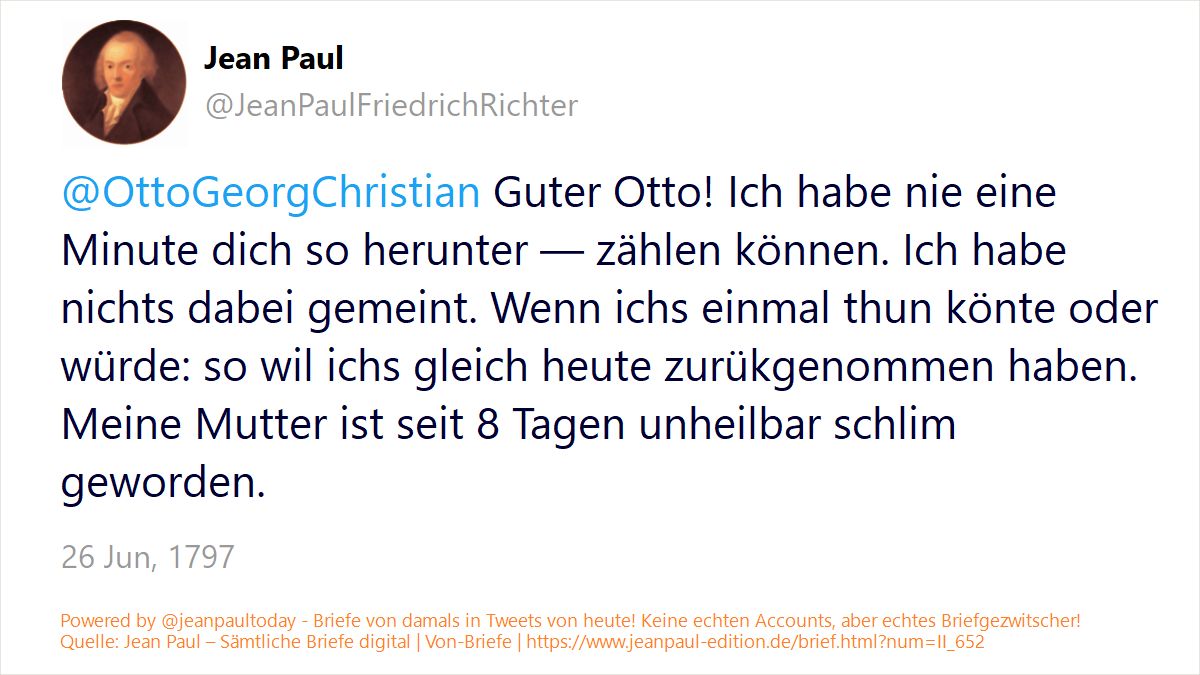 Jean Paul
@JeanPaulFriedrichRichter
@OttoGeorgChristian Guter Otto! Ich habe nie eine
Minute dich so herunter — zählen können. Ich habe
nichts dabei gemeint. Wenn ichs einmal thun könte oder
würde: so wil ichs gleich heute zurükgenommen haben.
Meine Mutter ist seit 8 Tagen unheilbar schlim
geworden.
26 Jun, 1797
Powered by @jeanpaultoday - Briefe von damals in Tweets von heute! Keine echten Accounts, aber echtes Briefgezwitscher!
Quelle: Jean Paul – Sämtliche Briefe digital | Von-Briefe | https://www.jeanpaul-edition.de/brief.html?num=II_652